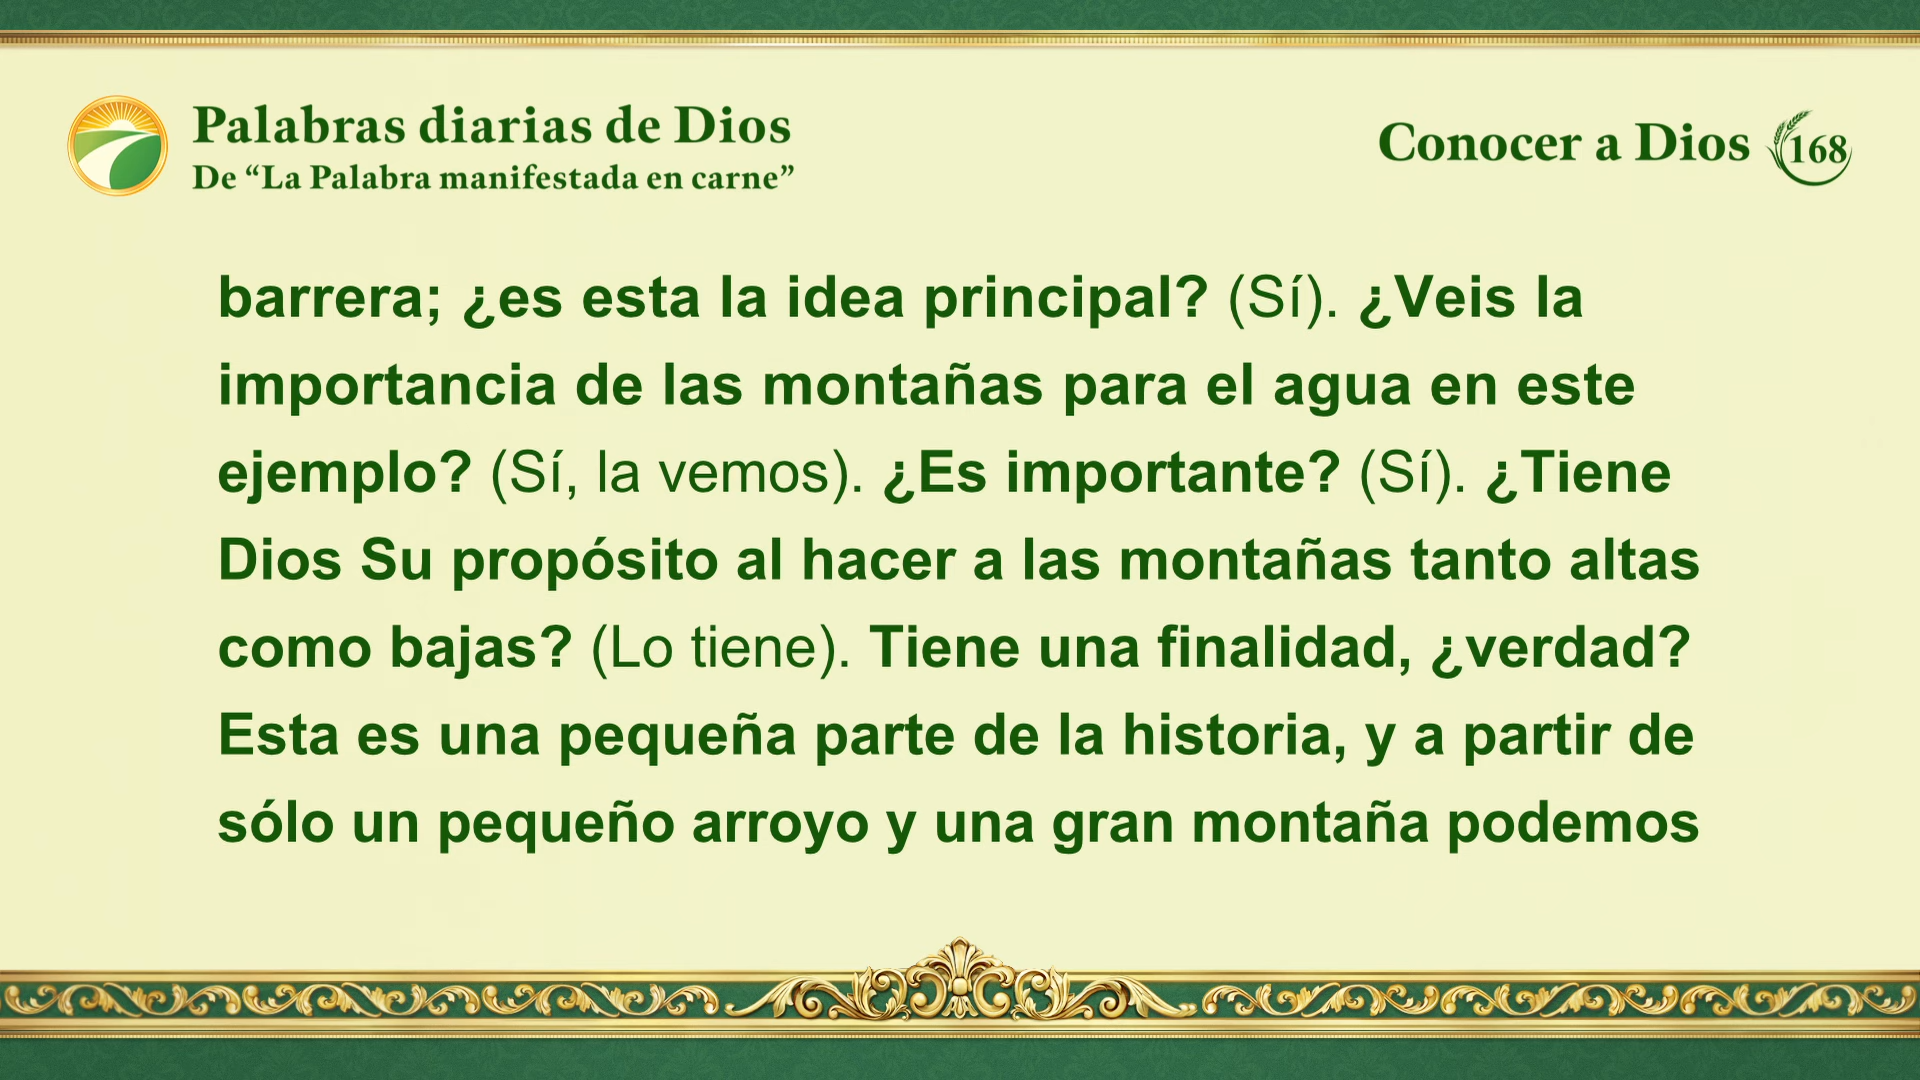 Palabras diarias de Dios
De “La Palabra manifestada en carne”
Conocer a Dios 168
barrera; ¿es esta la idea principal? (Sí). ¿Veis la
importancia de las montañas para el agua en este
ejemplo? (Sí, la vemos). ¿Es importante? (Sí). ¿Tiene
Dios Su propósito al hacer a las montañas tanto altas
como bajas? (Lo tiene). Tiene una finalidad, ¿verdad?
Esta es una pequeña parte de la historia, y a partir de
sólo un pequeño arroyo y una gran montaña podemos